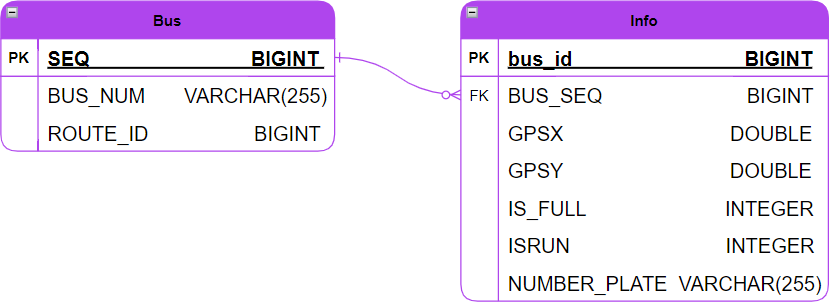 Bus
PK SEQ BIGINT
BUS_NUM VARCHAR(255)
ROUTE_ID BIGINT
Info
PK bus_id BIGINT
FK BUS_SEQ BIGINT
GPSX DOUBLE
GPSY DOUBLE
IS_FULL INTEGER
ISRUN INTEGER
NUMBER_PLATE VARCHAR(255)